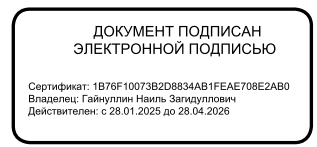 ДОКУМЕНТ ПОДПИСАН
ЭЛЕКТРОННОЙ ПОДПИСЬЮ
Сертификат: 1B76F10073B2D8834AB1FEAE708E2AB0
Владелец: Гайнуллин Наиль Загидуллович
Действителен: с 28.01.2025 до 28.04.2026